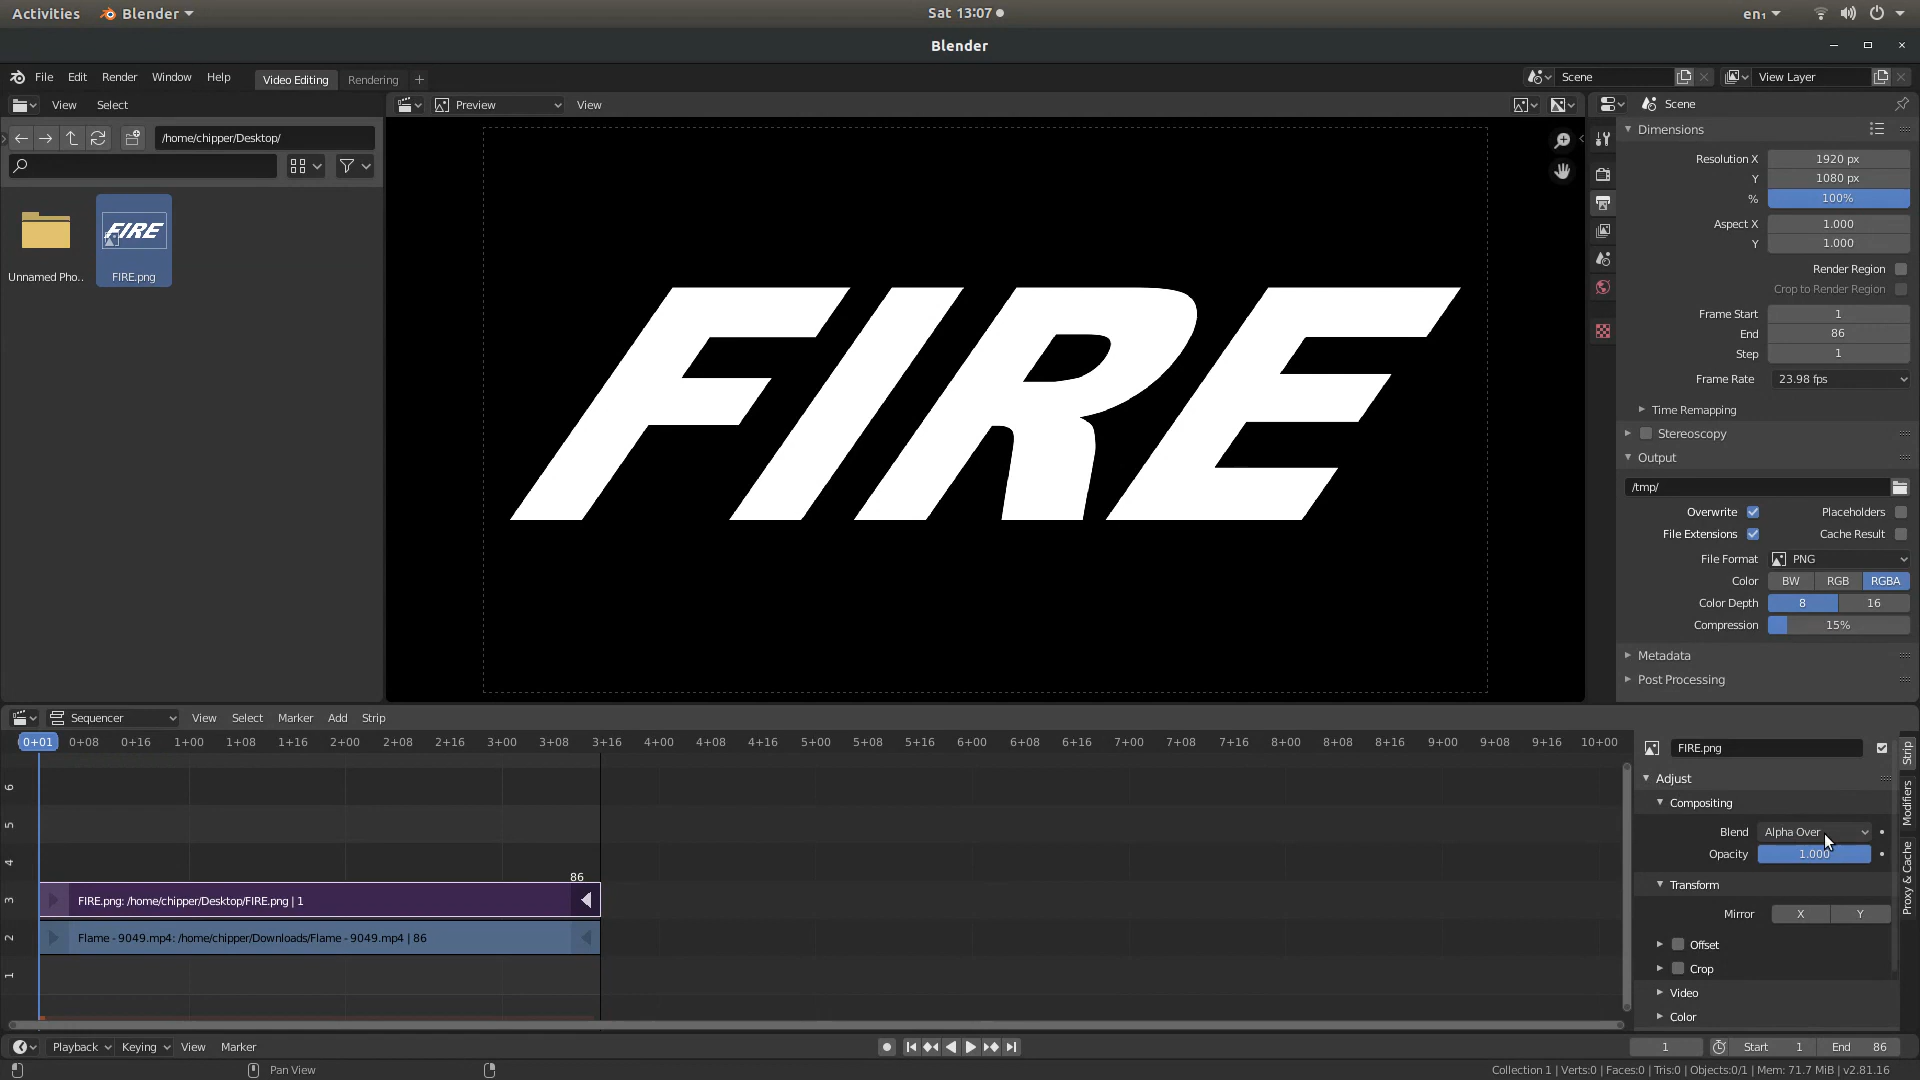 Activities Blender Sat 13:07 en₁
Blender
File Edit Render Window Help Video Editing Rendering + Scene View Layer
View Select Preview View Scene
/home/chipper/Desktop/
Unnamed Pho..
FIRE
FIRE.png
FIRE
Dimensions
Resolution X 1920 px
Y 1080 px
% 100%
Aspect X 1.000
Y 1.000
Render Region
Crop to Render Region
Frame Start 1
End 86
Step 1
Frame Rate 23.98 fps
Time Remapping
Stereoscopy
Output
/tmp/
Overwrite Placeholders
File Extensions Cache Result
File Format PNG
Color BW RGB RGBA
Color Depth 8 16
Compression 15%
Metadata
Post Processing
Sequencer View Select Marker Add Strip
0+01 0+08 0+16 1+00 1+08 1+16 2+00 2+08 2+16 3+00 3+08 3+16 4+00 4+08 4+16 5+00 5+08 5+16 6+00 6+08 6+16 7+00 7+08 7+16 8+00 8+08 8+16 9+00 9+08 9+16 10+00
6
5
4
86
3 FIRE.png: /home/chipper/Desktop/FIRE.png | 1
2 Flame - 9049.mp4: /home/chipper/Downloads/Flame - 9049.mp4 | 86
1
FIRE.png
Adjust
Compositing
Blend Alpha Over
Opacity 1.000
Transform
Mirror X Y
Offset
Crop
Video
Color
Strip
Modifiers
Proxy & Cache
Playback Keying View Marker 1 Start 1 End 86
Pan View Collection 1 | Verts:0 | Faces:0 | Tris:0 | Objects:0/1 | Mem: 71.7 MiB | v2.81.16